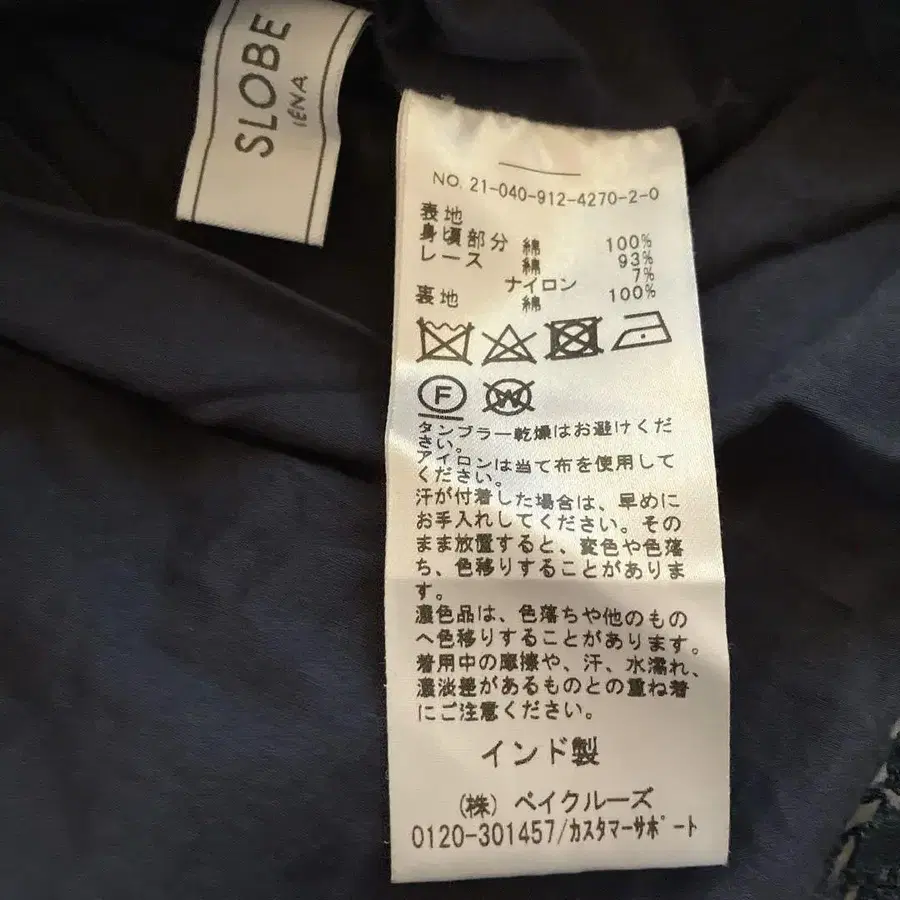 SLOBE
IÉNA
NO. 21-040-912-4270-2-0
表地
身頃部分 綿 100%
レース 綿 93%
ナイロン 7%
裏地 綿 100%
F
W
タンブラー乾燥はお避けくだ
さい。
アイロンは当て布を使用して
ください。
汗が付着した場合は、早めに
お手入れしてください。その
まま放置すると、変色や色落
ち、色移りすることがありま
す。
濃色品は、色落ちや他のもの
へ色移りすることがあります。
着用中の摩擦や、汗、水濡れ、
濃淡差があるものとの重ね着
にご注意ください。
インド製
(株) ベイクルーズ
0120-301457/カスタマーサポート